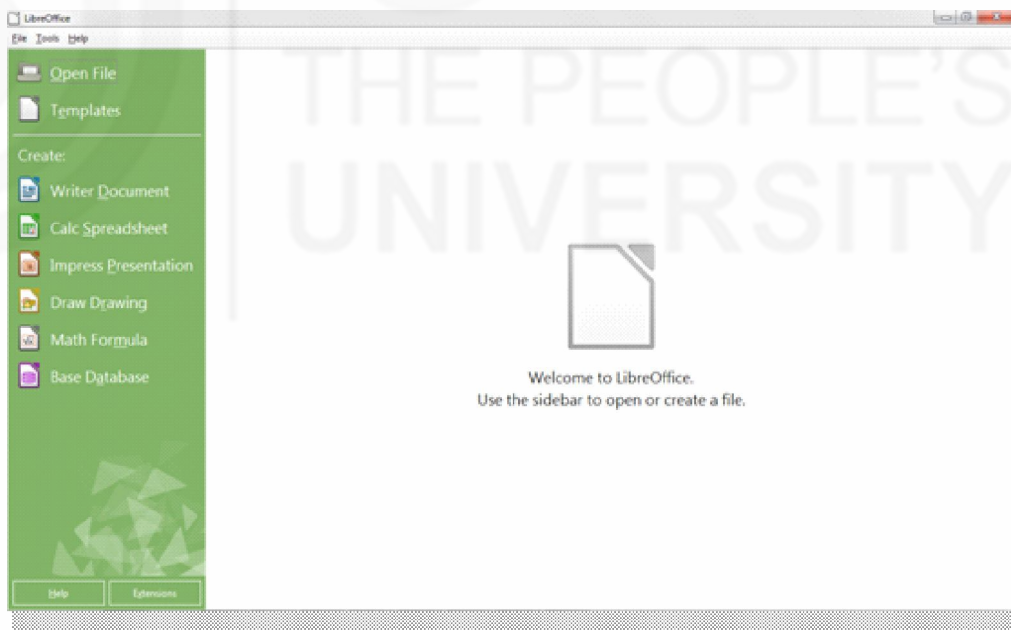 LibreOffice
File Tools Help
THE PEOPLE'S
UNIVERSITY
Open File
Templates
Create:
Writer Document
Calc Spreadsheet
Impress Presentation
Draw Drawing
Math Formula
Base Database
Welcome to LibreOffice.
Use the sidebar to open or create a file.
Help Extensions